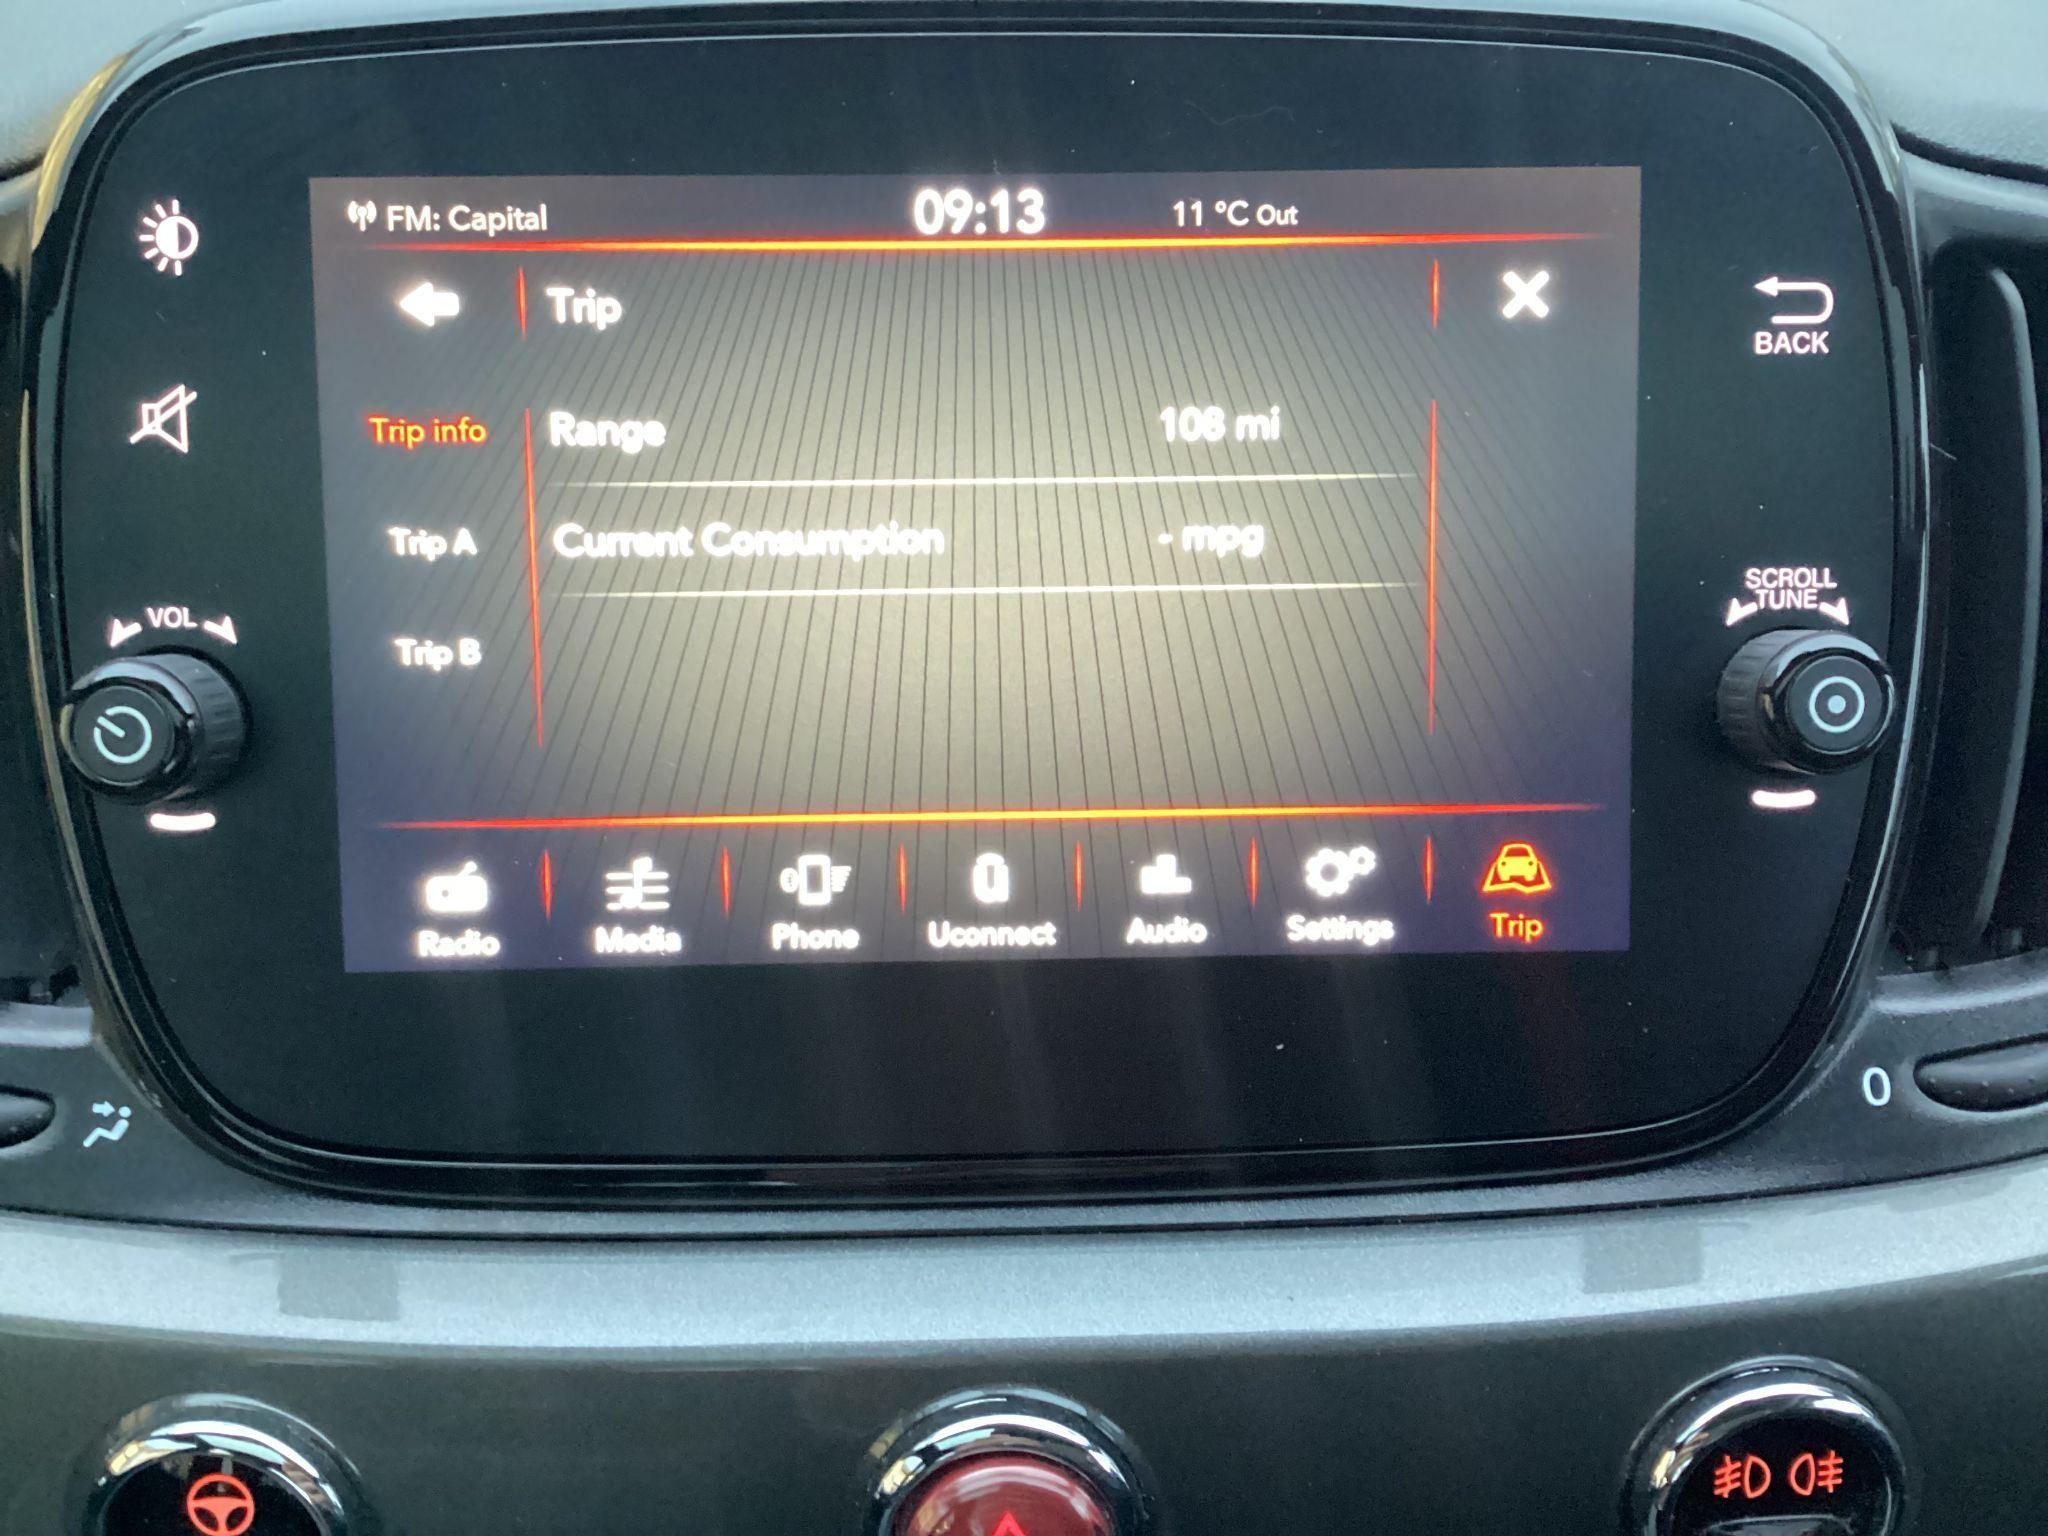 FM: Capital 09:13 11 °C Out
Trip
BACK
Trip info Range 108 mi
Trip A Current Consumption - mpg
Trip B
VOL
SCROLL
TUNE
Radio Media Phone Uconnect Audio Settings Trip
0